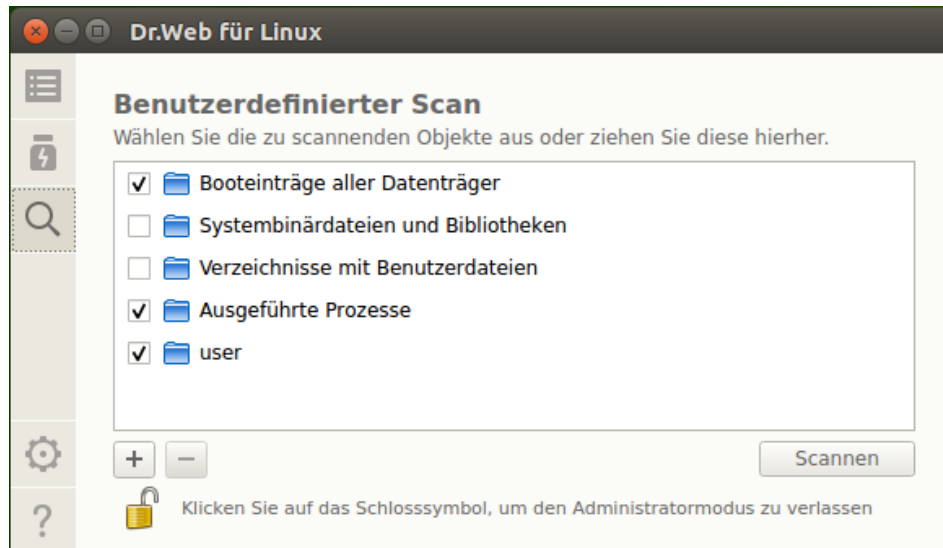 Dr.Web für Linux
Benutzerdefinierter Scan
Wählen Sie die zu scannenden Objekte aus oder ziehen Sie diese hierher.
Booteinträge aller Datenträger
Systembinärdateien und Bibliotheken
Verzeichnisse mit Benutzerdateien
Ausgeführte Prozesse
user
Scannen
Klicken Sie auf das Schlosssymbol, um den Administratormodus zu verlassen